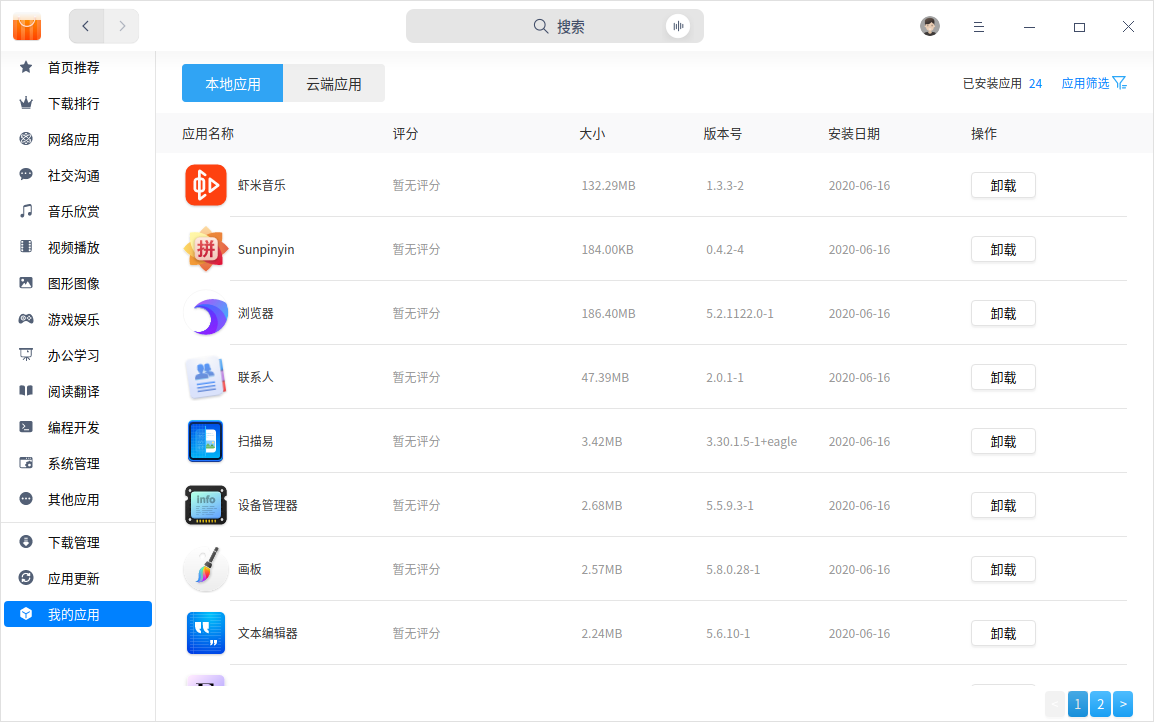 搜索
首页推荐
下载排行
网络应用
社交沟通
音乐欣赏
视频播放
图形图像
游戏娱乐
办公学习
阅读翻译
编程开发
系统管理
其他应用
下载管理
应用更新
我的应用
本地应用 云端应用 已安装应用 24 应用筛选
应用名称 评分 大小 版本号 安装日期 操作
虾米音乐 暂无评分 132.29MB 1.3.3-2 2020-06-16 卸载
拼 Sunpinyin 暂无评分 184.00KB 0.4.2-4 2020-06-16 卸载
浏览器 暂无评分 186.40MB 5.2.1122.0-1 2020-06-16 卸载
联系人 暂无评分 47.39MB 2.0.1-1 2020-06-16 卸载
扫描易 暂无评分 3.42MB 3.30.1.5-1+eagle 2020-06-16 卸载
Info 设备管理器 暂无评分 2.68MB 5.5.9.3-1 2020-06-16 卸载
画板 暂无评分 2.57MB 5.8.0.28-1 2020-06-16 卸载
文本编辑器 暂无评分 2.24MB 5.6.10-1 2020-06-16 卸载
< 1 2 >